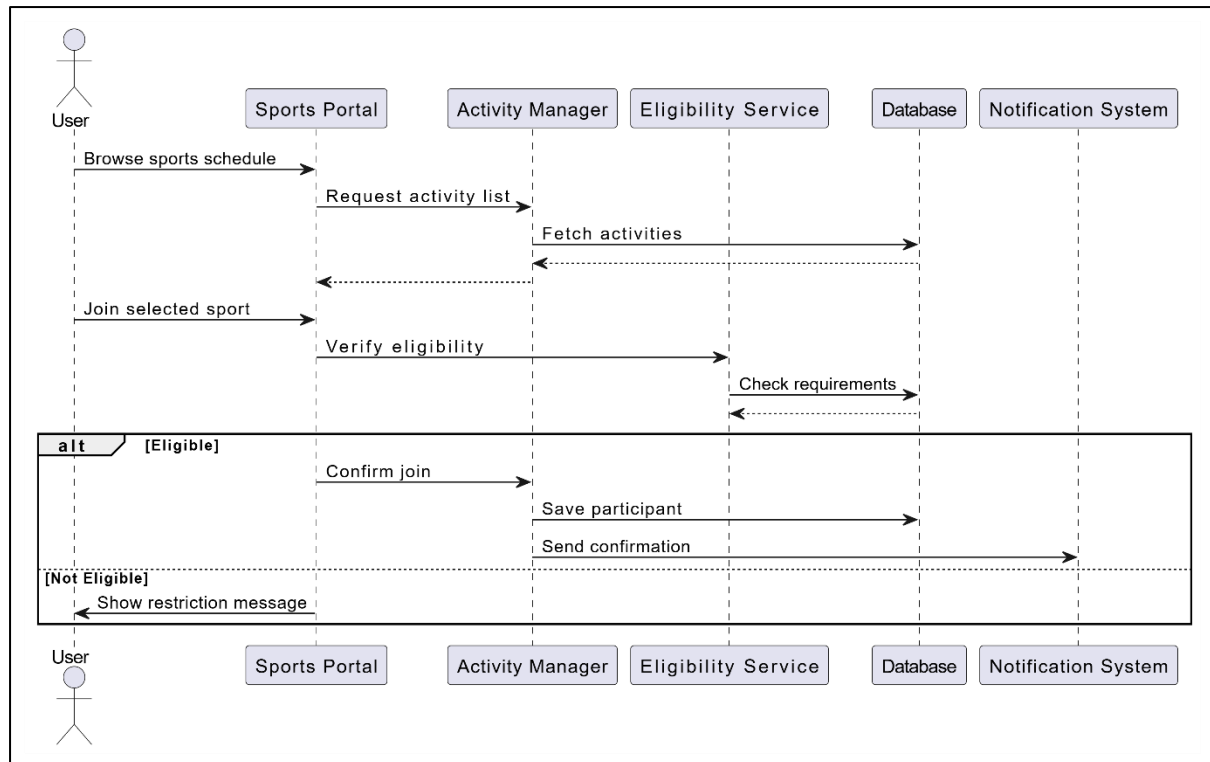 User
Sports Portal
Activity Manager
Eligibility Service
Database
Notification System
Browse sports schedule
Request activity list
Fetch activities
Join selected sport
Verify eligibility
Check requirements
alt
[Eligible]
Confirm join
Save participant
Send confirmation
[Not Eligible]
Show restriction message
User
Sports Portal
Activity Manager
Eligibility Service
Database
Notification System